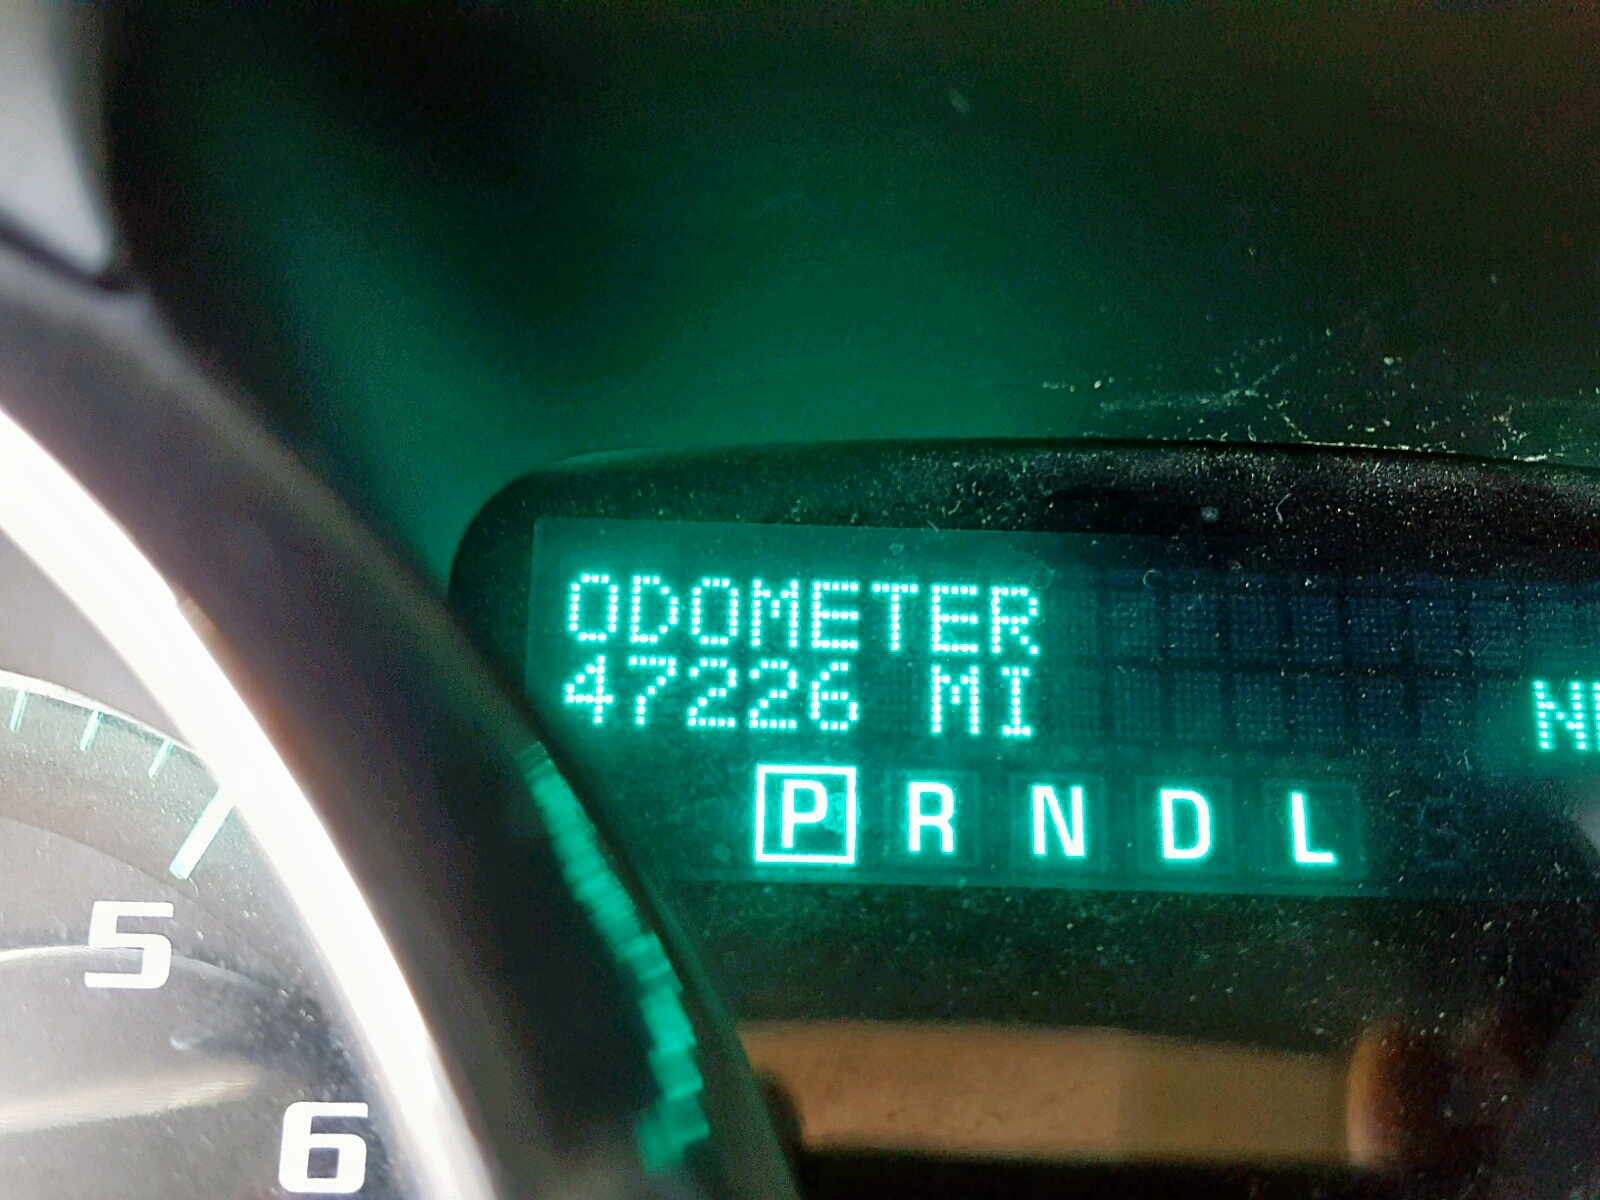 ODOMETER
47226 MI
P R N D L
5
6